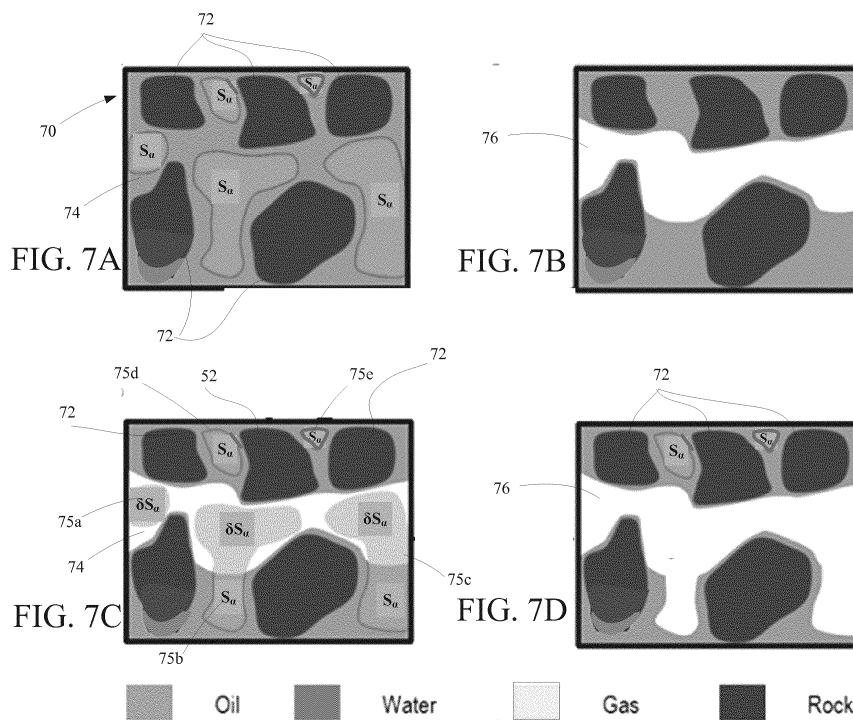 72
70
Sα
Sα
Sα
Sα
Sα
74
FIG. 7A
72
76
FIG. 7B
75d
52
75e
72
72
Sα
Sα
δSα
δSα
δSα
75a
74
Sα
Sα
75c
FIG. 7C
75b
72
Sα
Sα
76
FIG. 7D
Oil
Water
Gas
Rock